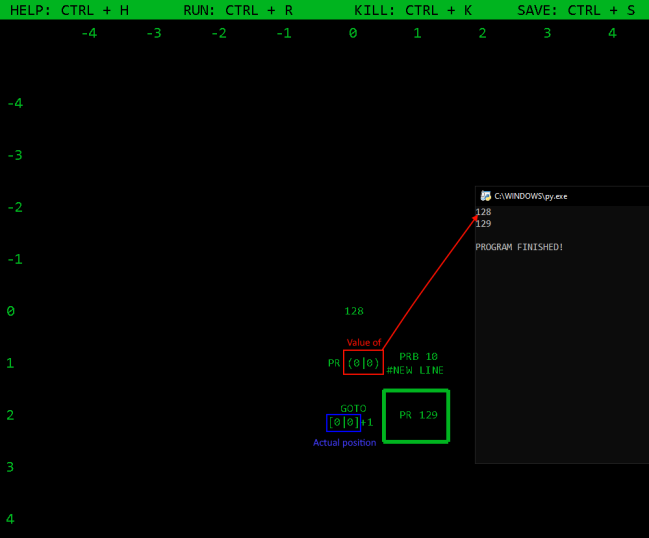 HELP: CTRL + H RUN: CTRL + R KILL: CTRL + K SAVE: CTRL + S
-4 -3 -2 -1 0 1 2 3 4
-4
-3
-2
C:\WINDOWS\py.exe
128
129
PROGRAM FINISHED!
-1
0 128
Value of
1 PR (0|0) PRB 10
#NEW LINE
2 GOTO PR 129
[0|0]+1
Actual position
3
4